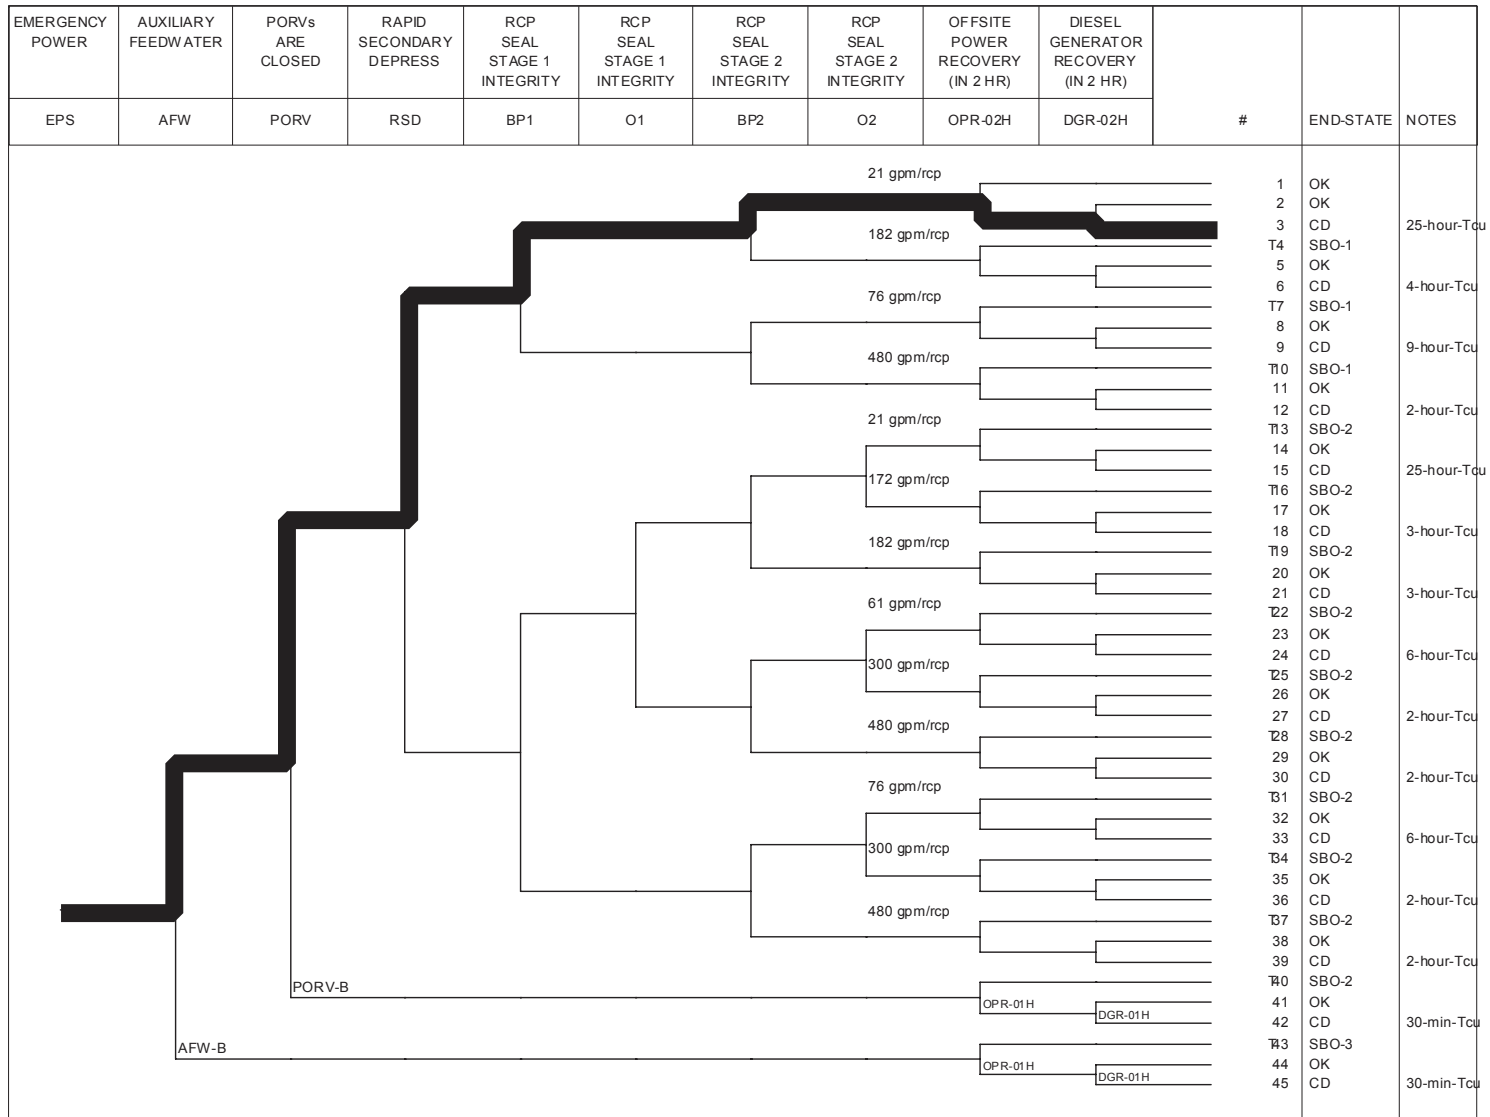 EMERGENCY POWER
AUXILIARY FEEDWATER
PORVs ARE CLOSED
RAPID SECONDARY DEPRESS
RCP SEAL STAGE 1 INTEGRITY
RCP SEAL STAGE 1 INTEGRITY
RCP SEAL STAGE 2 INTEGRITY
RCP SEAL STAGE 2 INTEGRITY
OFFSITE POWER RECOVERY (IN 2 HR)
DIESEL GENERATOR RECOVERY (IN 2 HR)
EPS AFW PORV RSD BP1 O1 BP2 O2 OPR-02H DGR-02H # END-STATE NOTES
21 gpm/rcp
1 OK
2 OK
3 CD 25-hour-Tcu
182 gpm/rcp
T4 SBO-1
5 OK
6 CD 4-hour-Tcu
76 gpm/rcp
T7 SBO-1
8 OK
9 CD 9-hour-Tcu
480 gpm/rcp
T10 SBO-1
11 OK
12 CD 2-hour-Tcu
21 gpm/rcp
T13 SBO-2
14 OK
15 CD 25-hour-Tcu
172 gpm/rcp
T16 SBO-2
17 OK
18 CD 3-hour-Tcu
182 gpm/rcp
T19 SBO-2
20 OK
21 CD 3-hour-Tcu
61 gpm/rcp
T22 SBO-2
23 OK
24 CD 6-hour-Tcu
300 gpm/rcp
T25 SBO-2
26 OK
27 CD 2-hour-Tcu
480 gpm/rcp
T28 SBO-2
29 OK
30 CD 2-hour-Tcu
76 gpm/rcp
T31 SBO-2
32 OK
33 CD 6-hour-Tcu
300 gpm/rcp
T34 SBO-2
35 OK
36 CD 2-hour-Tcu
480 gpm/rcp
T37 SBO-2
38 OK
39 CD 2-hour-Tcu
PORV-B
T40 SBO-2
OPR-01H
41 OK
DGR-01H
42 CD 30-min-Tcu
AFW-B
T43 SBO-3
OPR-01H
44 OK
DGR-01H
45 CD 30-min-Tcu